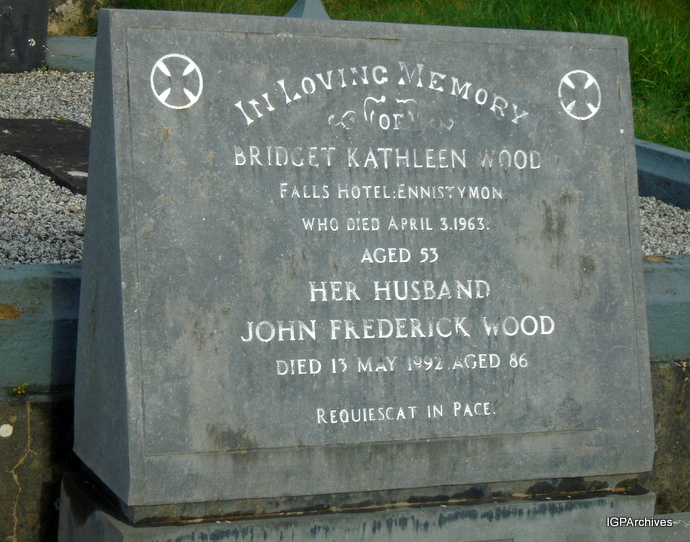 In Loving Memory
OF
BRIDGET KATHLEEN WOOD
FALLS HOTEL:ENNISTYMON
WHO DIED APRIL 3.1963.
AGED 53
HER HUSBAND
JOHN FREDERICK WOOD
DIED 13 MAY 1992.AGED 86
REQUIESCAT IN PACE.
IGPArchives